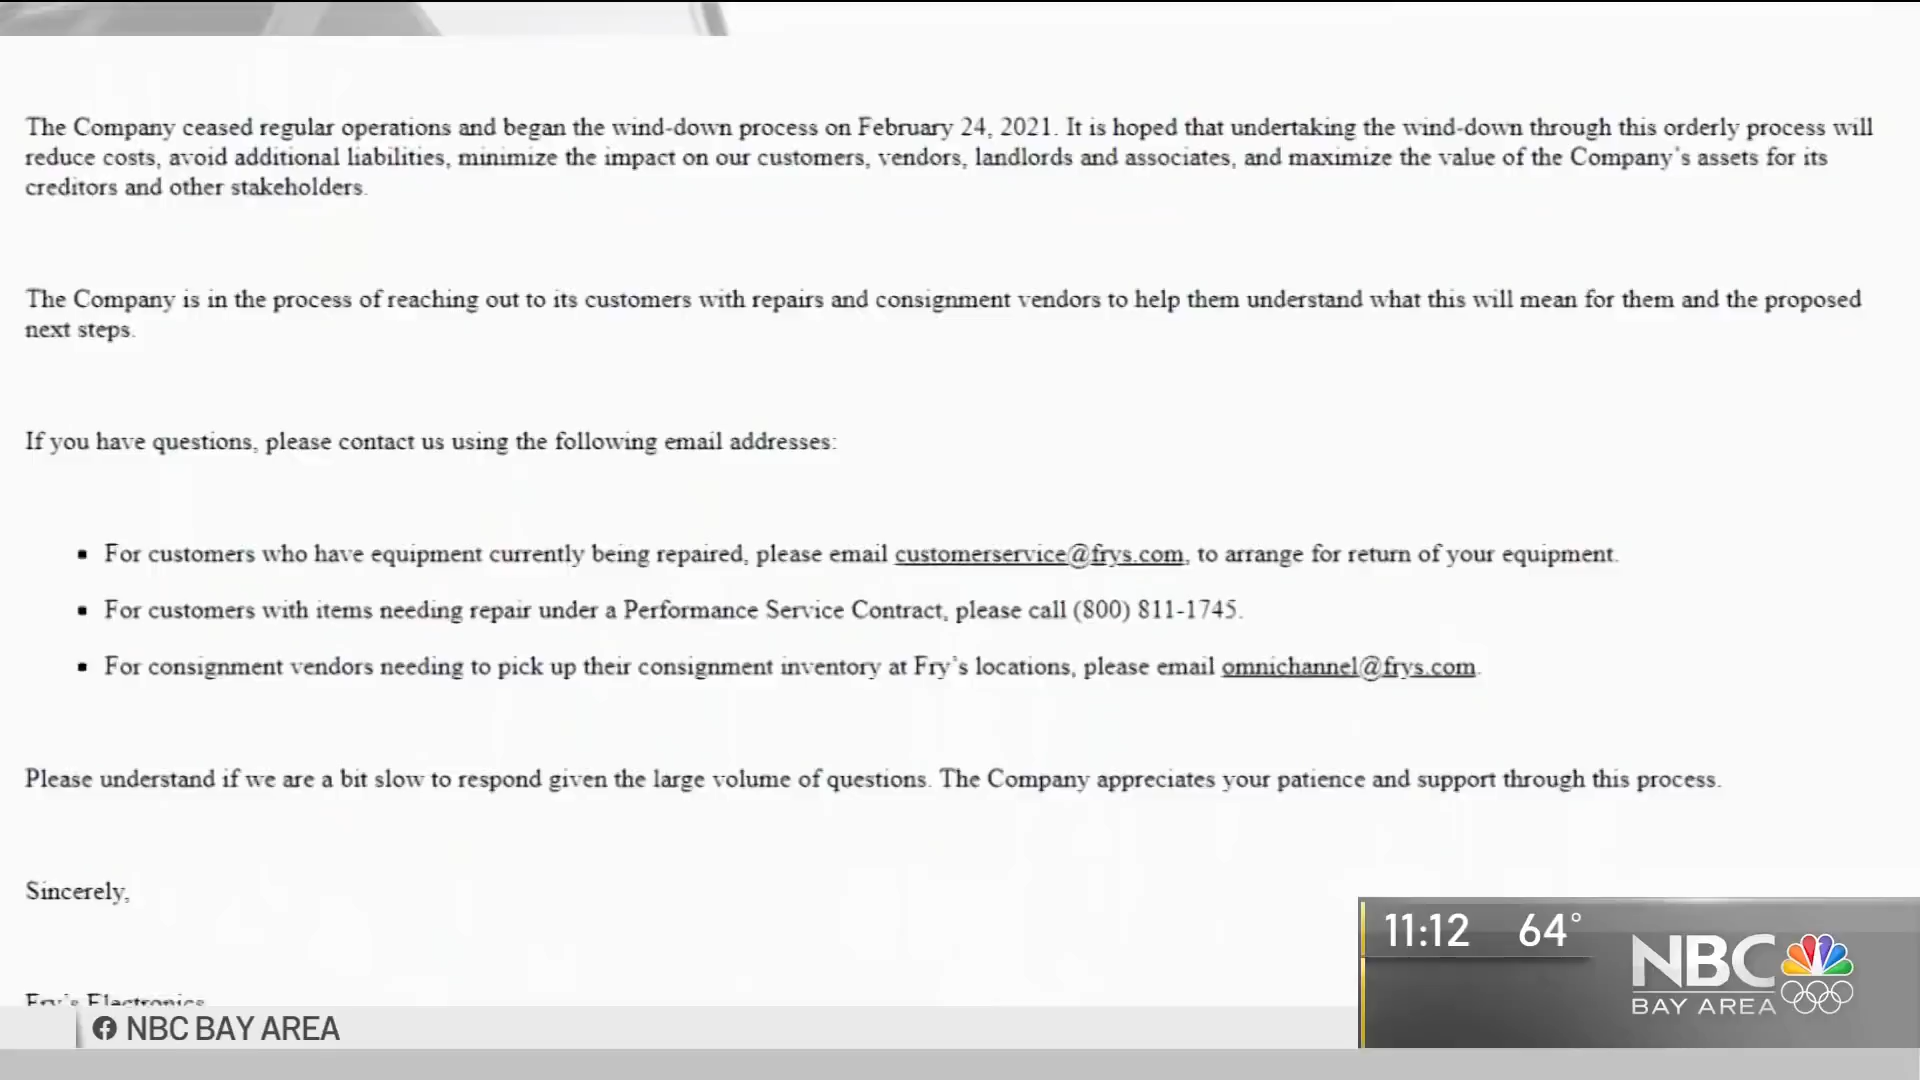 The Company ceased regular operations and began the wind-down process on February 24, 2021. It is hoped that undertaking the wind-down through this orderly process will
reduce costs, avoid additional liabilities, minimize the impact on our customers, vendors, landlords and associates, and maximize the value of the Company's assets for its
creditors and other stakeholders.
The Company is in the process of reaching out to its customers with repairs and consignment vendors to help them understand what this will mean for them and the proposed
next steps.
If you have questions, please contact us using the following email addresses:
▪ For customers who have equipment currently being repaired, please email customerservice@frys.com, to arrange for return of your equipment.
▪ For customers with items needing repair under a Performance Service Contract, please call (800) 811-1745.
▪ For consignment vendors needing to pick up their consignment inventory at Fry's locations, please email omnichannel@frys.com.
Please understand if we are a bit slow to respond given the large volume of questions. The Company appreciates your patience and support through this process.
Sincerely,
Fry's Electronics
NBC BAY AREA
11:12 64°
NBC
BAY AREA